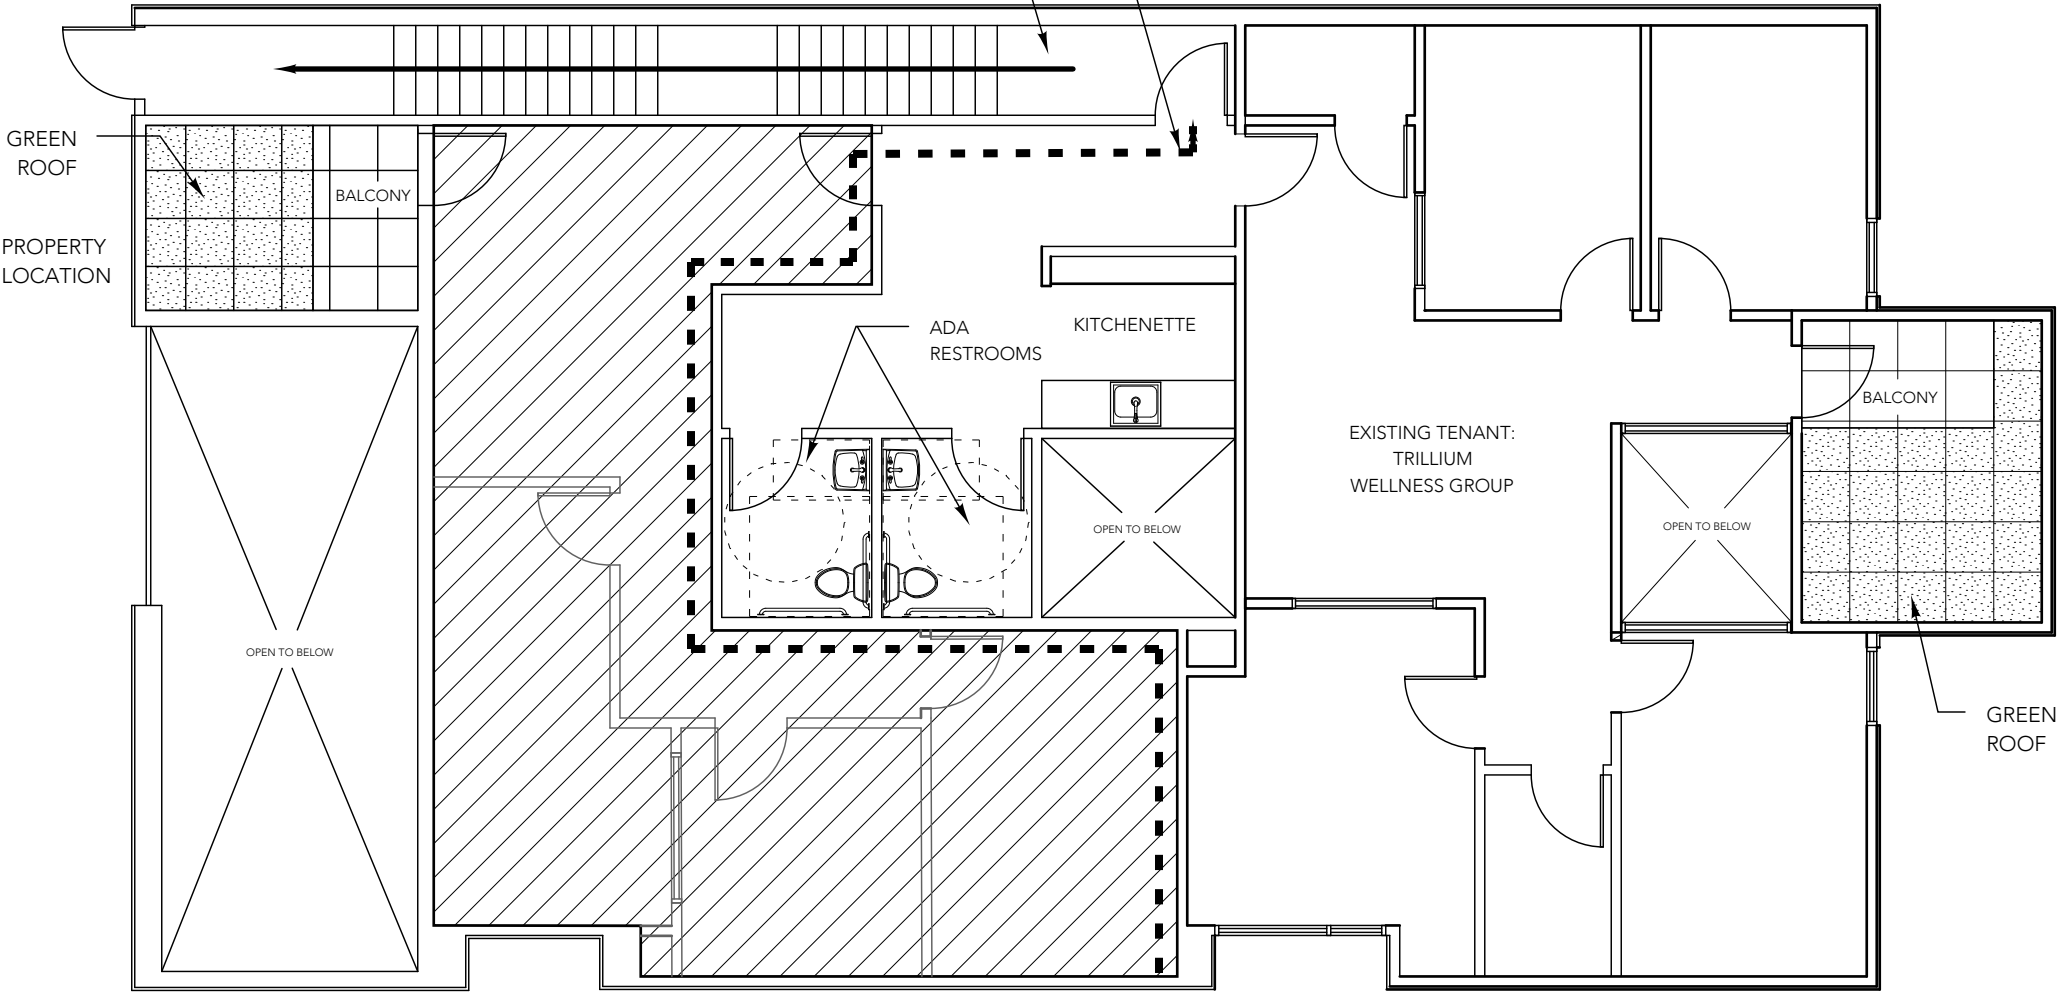 GREEN
ROOF
BALCONY
PROPERTY
LOCATION
ADA
RESTROOMS
KITCHENETTE
BALCONY
EXISTING TENANT:
TRILLIUM
WELLNESS GROUP
OPEN TO BELOW
OPEN TO BELOW
OPEN TO BELOW
GREEN
ROOF